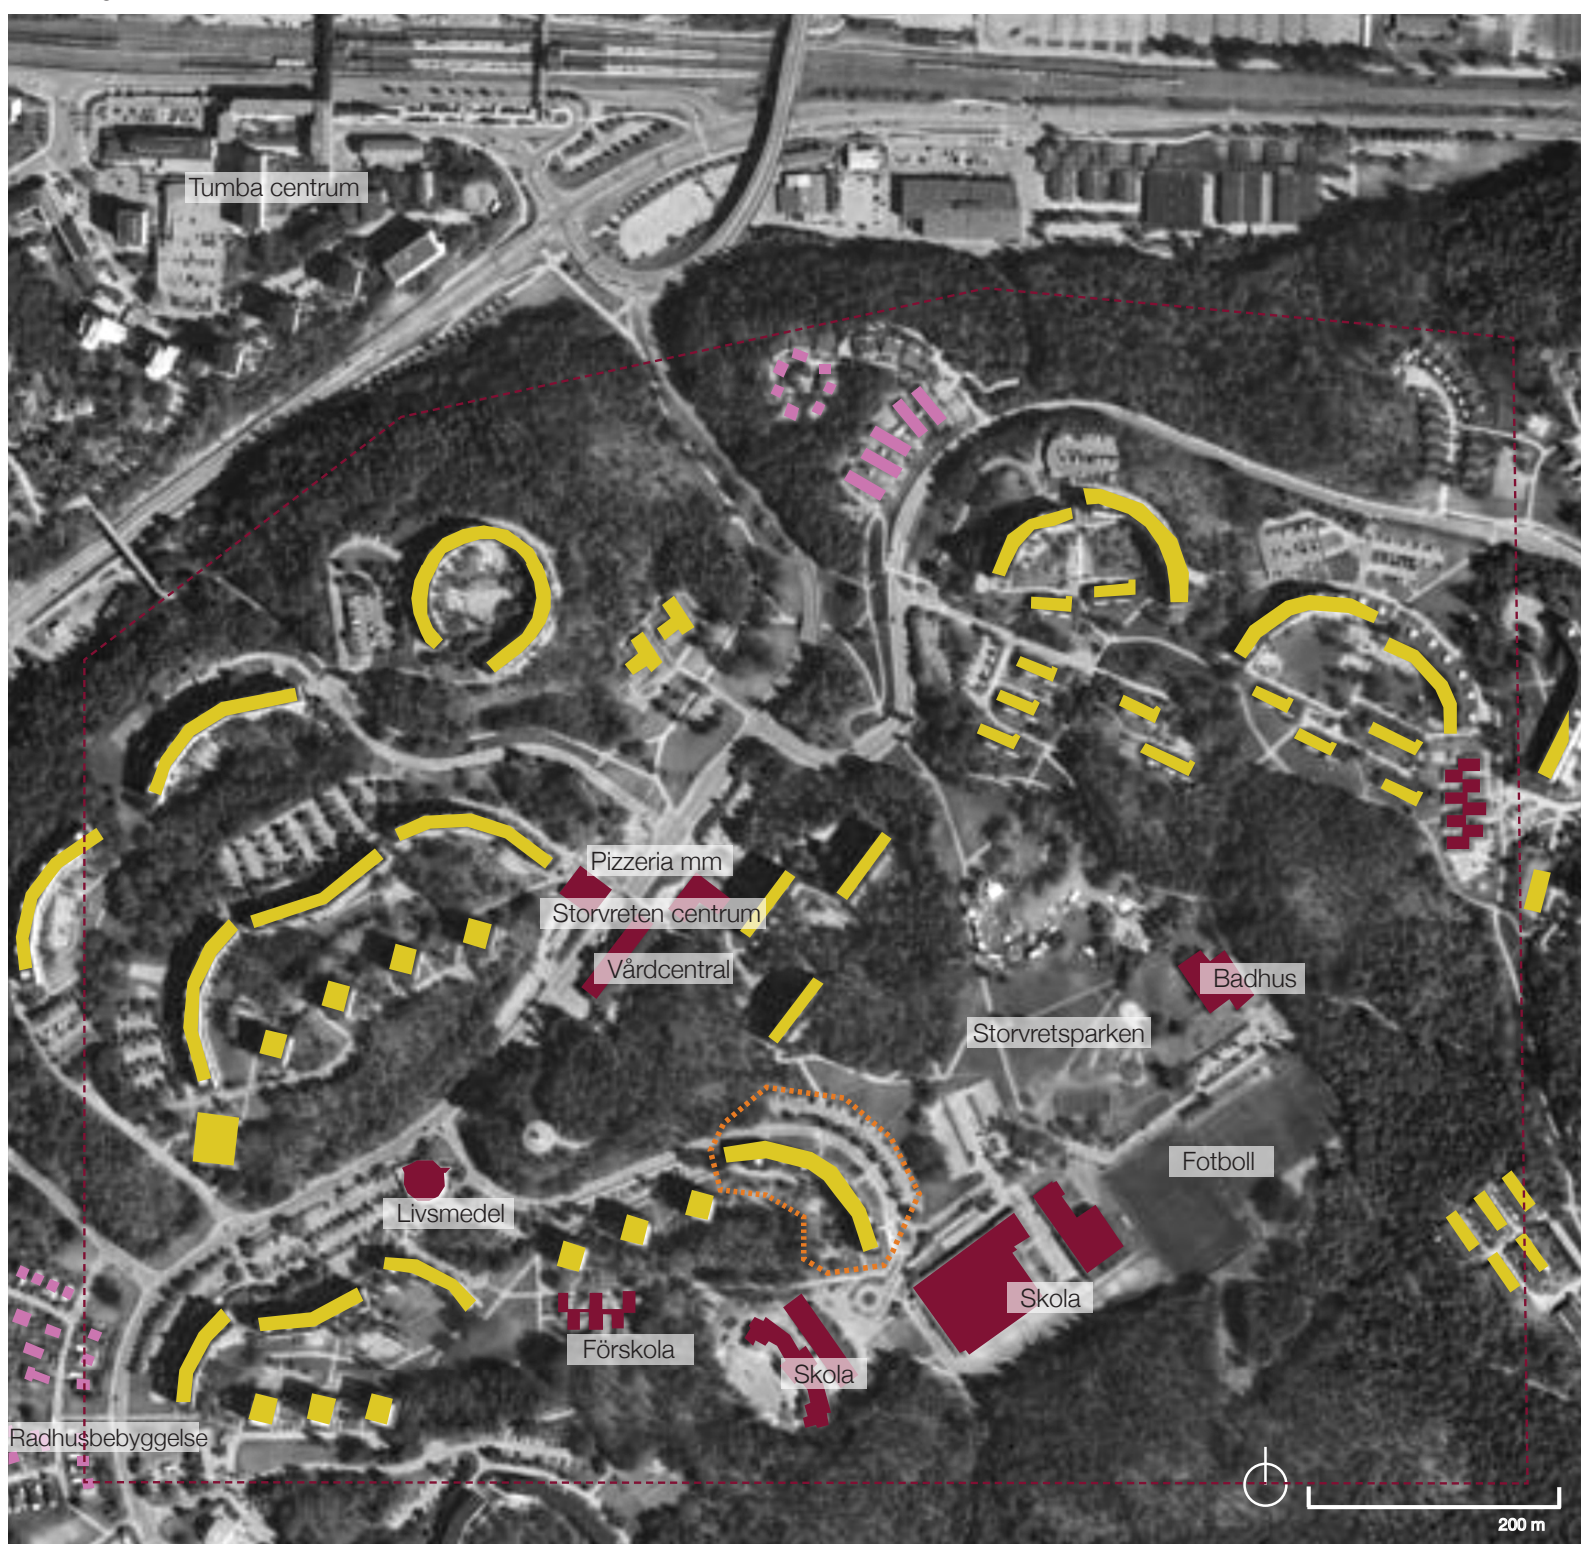 Tumba centrum
Pizzeria mm
Storvreten centrum
Vårdcentral
Badhus
Storvretsparken
Fotboll
Livsmedel
Skola
Förskola
Skola
Radhusbebyggelse
200 m